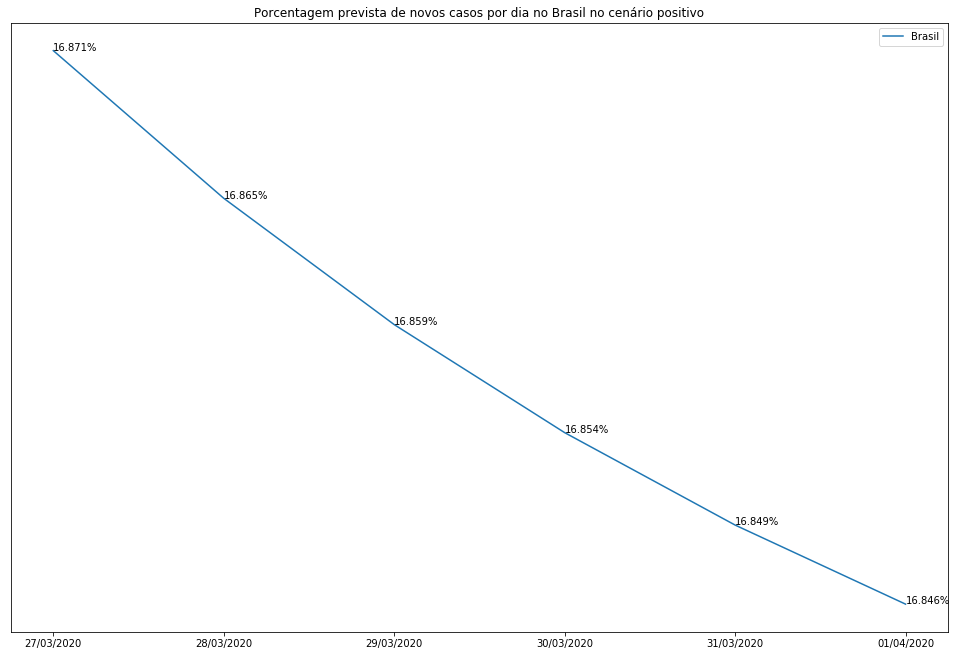 Porcentagem prevista de novos casos por dia no Brasil no cenário positivo
Brasil
16.871%
16.865%
16.859%
16.854%
16.849%
16.846%
27/03/2020 28/03/2020 29/03/2020 30/03/2020 31/03/2020 01/04/2020